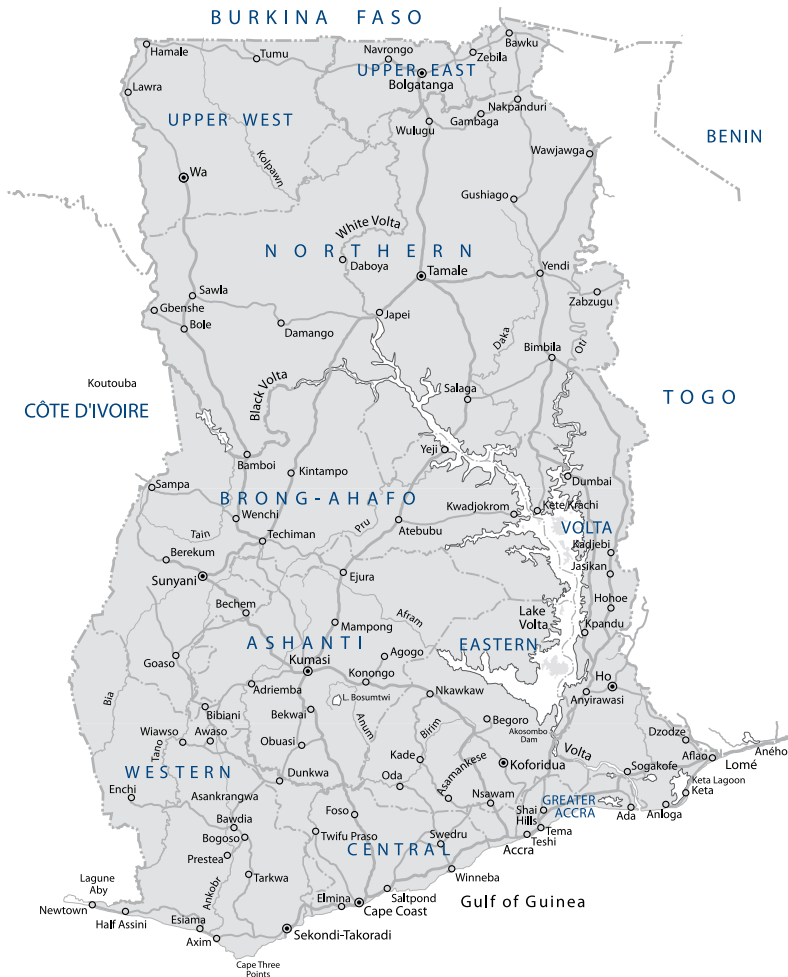 BURKINA FASO
Bawku
Hamale
Tumu
Navrongo
Zebila
UPPER EAST
Bolgatanga
Lawra
Nakpanduri
UPPER WEST
Gambaga
Wulugu
BENIN
Wawjawga
Kolpawn
Wa
Gushiago
White Volta
NORTHERN
Daboya
Tamale
Yendi
Sawla
Zabzugu
Gbenshe
Japei
Bole
Damango
Daka
Oti
Bimbila
Koutouba
Black Volta
Salaga
TOGO
CÔTE D'IVOIRE
Yeji
Bamboi
Kintampo
Dumbai
Sampa
BRONG-AHAFO
Kwadjokrom
Kete/Krachi
Wenchi
Pru
Atebubu
VOLTA
Tain
Techiman
Kadjebi
Berekum
Jasikan
Sunyani
Ejura
Bechem
Hohoe
Afram
Lake
Volta
Mampong
Kpandu
ASHANTI
EASTERN
Goaso
Kumasi
Agogo
Konongo
Ho
Bia
Adriemba
Nkawkaw
Anyirawasi
L. Bosumtwi
Bibiani
Bekwai
Anum
Birim
Begoro
Akosombo
Dam
Wiawso
Awaso
Dzodze
Tano
Obuasi
Volta
Aného
Kade
Aflao
Lomé
WESTERN
Koforidua
Sogakofe
Dunkwa
Oda
Asamankese
Keta Lagoon
Enchi
Asankrangwa
Nsawam
GREATER
ACCRA
Keta
Foso
Shai
Hills
Ada
Anloga
Bawdia
Twifu Praso
Tema
Bogoso
Swedru
Teshi
Accra
CENTRAL
Prestea
Tarkwa
Winneba
Lagune
Aby
Ankobr
Saltpond
Elmina
Gulf of Guinea
Newtown
Cape Coast
Half Assini
Esiama
Sekondi-Takoradi
Axim
Cape Three
Points